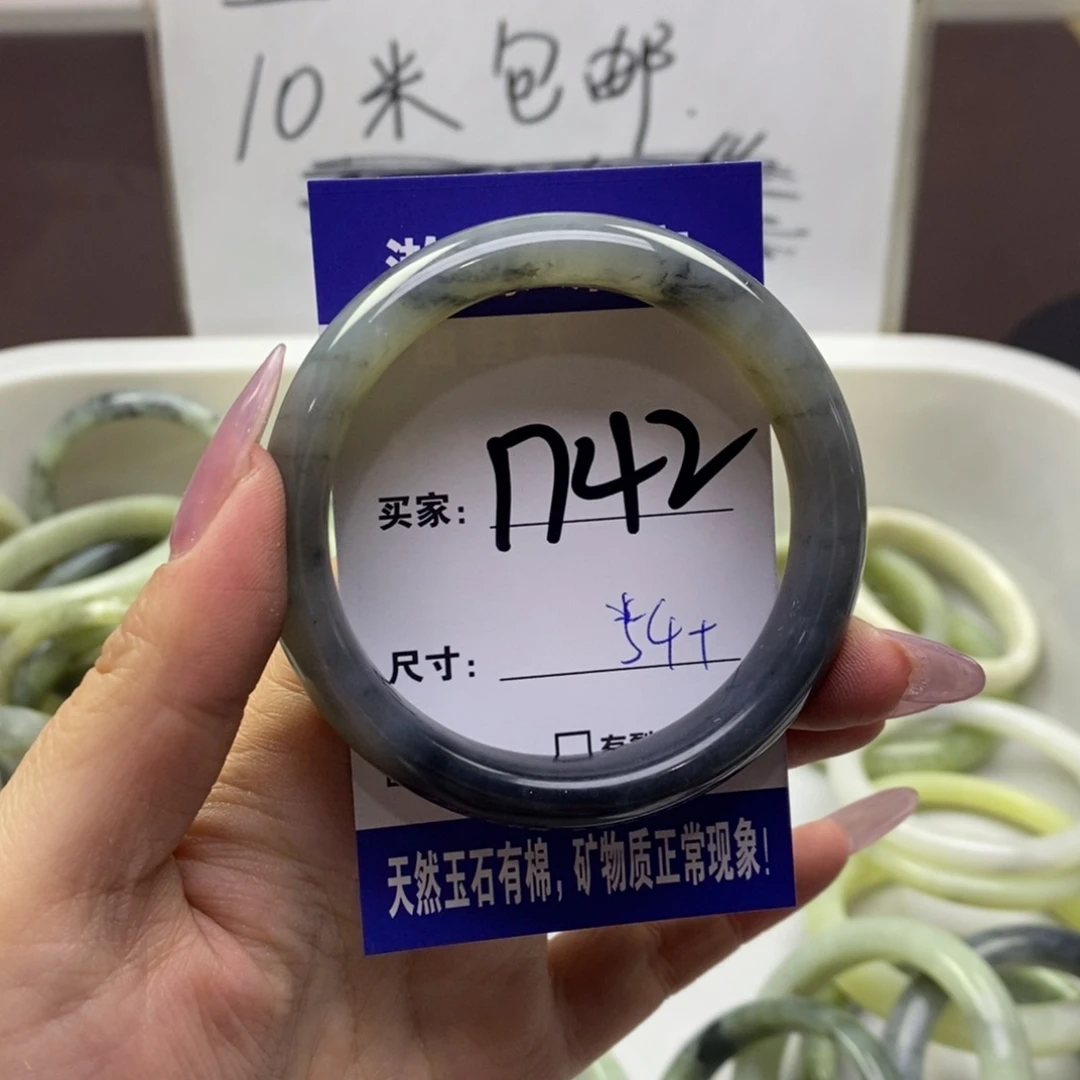 10米包邮.
买家: 1742
尺寸: 54+
天然玉石有棉,矿物质正常现象!